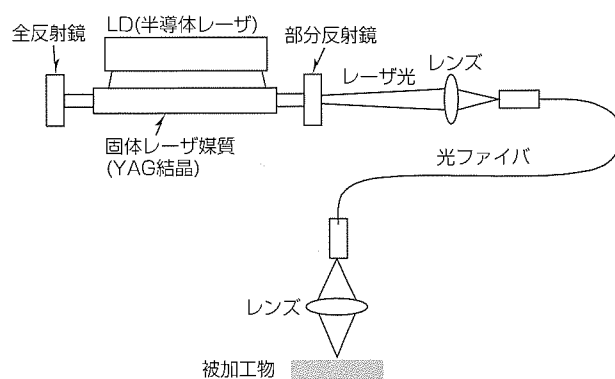 全反射鏡
LD(半導体レーザ)
部分反射鏡
レーザ光
レンズ
固体レーザ媒質
(YAG結晶)
光ファイバ
レンズ
被加工物